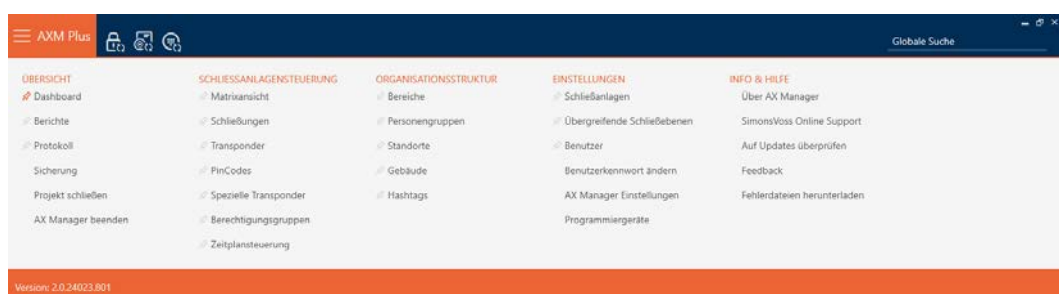 AXM Plus
Globale Suche
ÜBERSICHT
Dashboard
Berichte
Protokoll
Sicherung
Projekt schließen
AX Manager beenden
SCHLIESSANLAGENSTEUERUNG
Matrixansicht
Schließungen
Transponder
PinCodes
Spezielle Transponder
Berechtigungsgruppen
Zeitplansteuerung
ORGANISATIONSSTRUKTUR
Bereiche
Personengruppen
Standorte
Gebäude
Hashtags
EINSTELLUNGEN
Schließanlagen
Übergreifende Schließebenen
Benutzer
Benutzerkennwort ändern
AX Manager Einstellungen
Programmiergeräte
INFO & HILFE
Über AX Manager
SimonsVoss Online Support
Auf Updates überprüfen
Feedback
Fehlerdateien herunterladen
Version: 2.0.24023.801